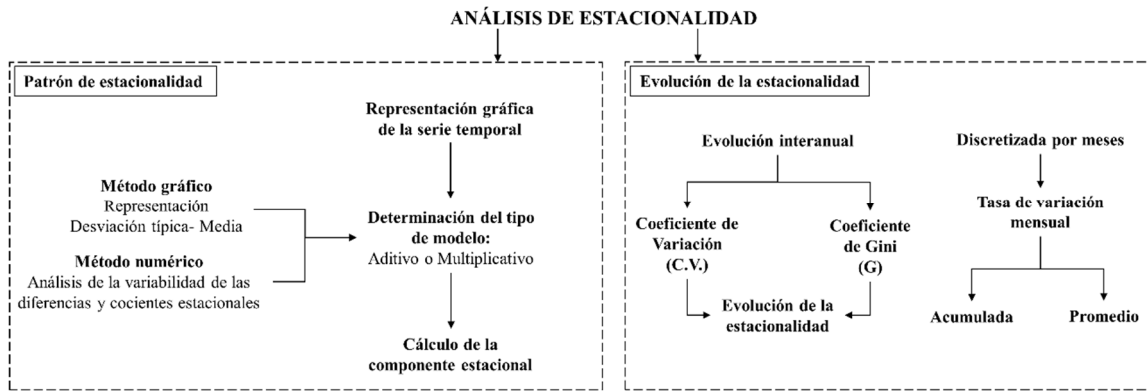 ANÁLISIS DE ESTACIONALIDAD
Patrón de estacionalidad
Representación gráfica
de la serie temporal
Método gráfico
Representación
Desviación típica- Media
Método numérico
Análisis de la variabilidad de las
diferencias y cocientes estacionales
Determinación del tipo
de modelo:
Aditivo o Multiplicativo
Cálculo de la
componente estacional
Evolución de la estacionalidad
Evolución interanual
Coeficiente de
Variación
(C.V.)
Coeficiente
de Gini
(G)
Evolución de la
estacionalidad
Discretizada por meses
Tasa de variación
mensual
Acumulada
Promedio